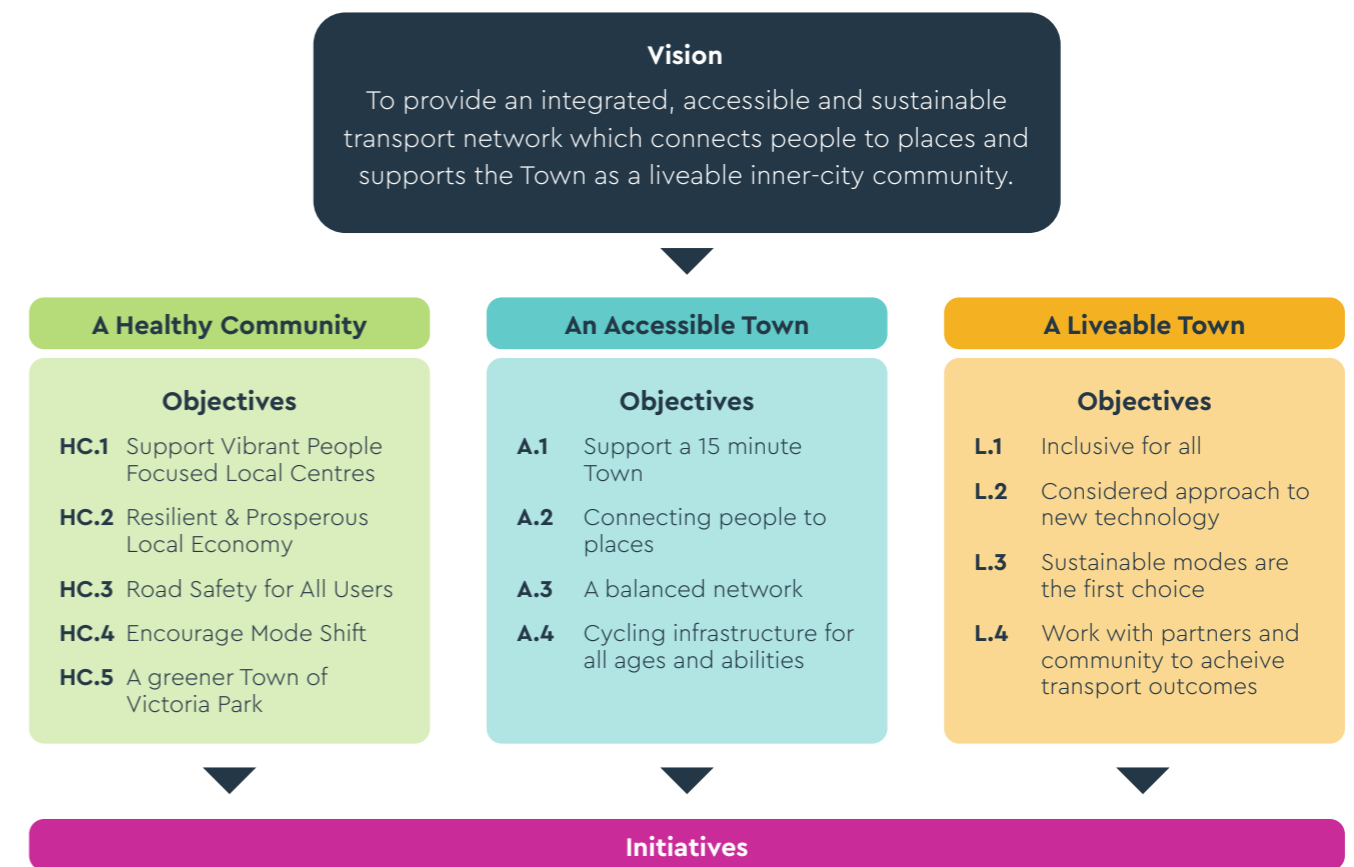 Vision
To provide an integrated, accessible and sustainable
transport network which connects people to places and
supports the Town as a liveable inner-city community.
A Healthy Community
Objectives
HC.1 Support Vibrant People
Focused Local Centres
HC.2 Resilient & Prosperous
Local Economy
HC.3 Road Safety for All Users
HC.4 Encourage Mode Shift
HC.5 A greener Town of
Victoria Park
An Accessible Town
Objectives
A.1 Support a 15 minute
Town
A.2 Connecting people to
places
A.3 A balanced network
A.4 Cycling infrastructure for
all ages and abilities
A Liveable Town
Objectives
L.1 Inclusive for all
L.2 Considered approach to
new technology
L.3 Sustainable modes are
the first choice
L.4 Work with partners and
community to acheive
transport outcomes
Initiatives